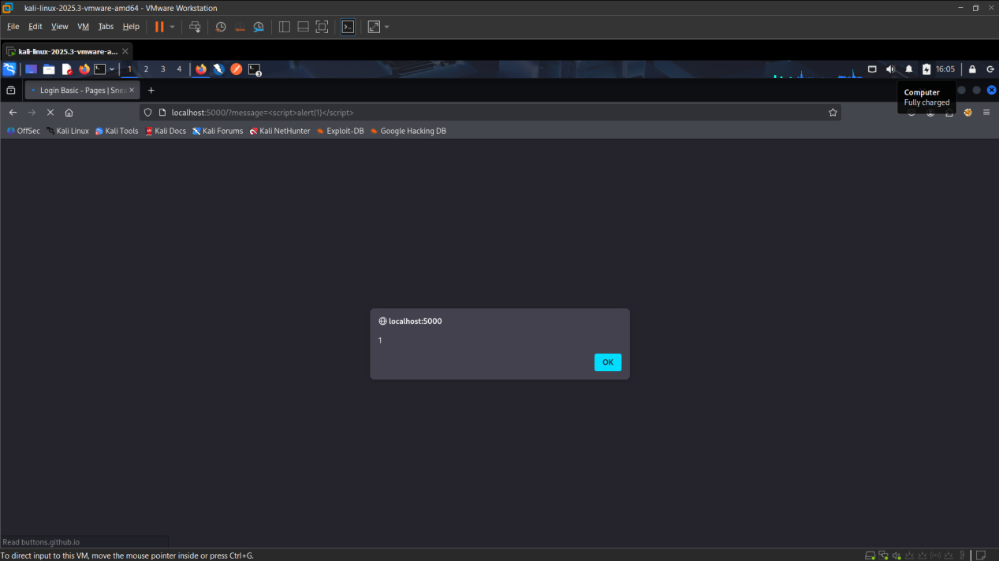 kali-linux-2025.3-vmware-amd64 - VMware Workstation
File Edit View VM Tabs Help
kali-linux-2025.3-vmware-a...
1 2 3 4 3 16:05
Login Basic - Pages | Snea
Computer
Fully charged
localhost:5000/?message=<script>alert(1)</script>
OffSec Kali Linux Kali Tools Kali Docs Kali Forums Kali NetHunter Exploit-DB Google Hacking DB
localhost:5000
1
OK
Read buttons.github.io
To direct input to this VM, move the mouse pointer inside or press Ctrl+G.